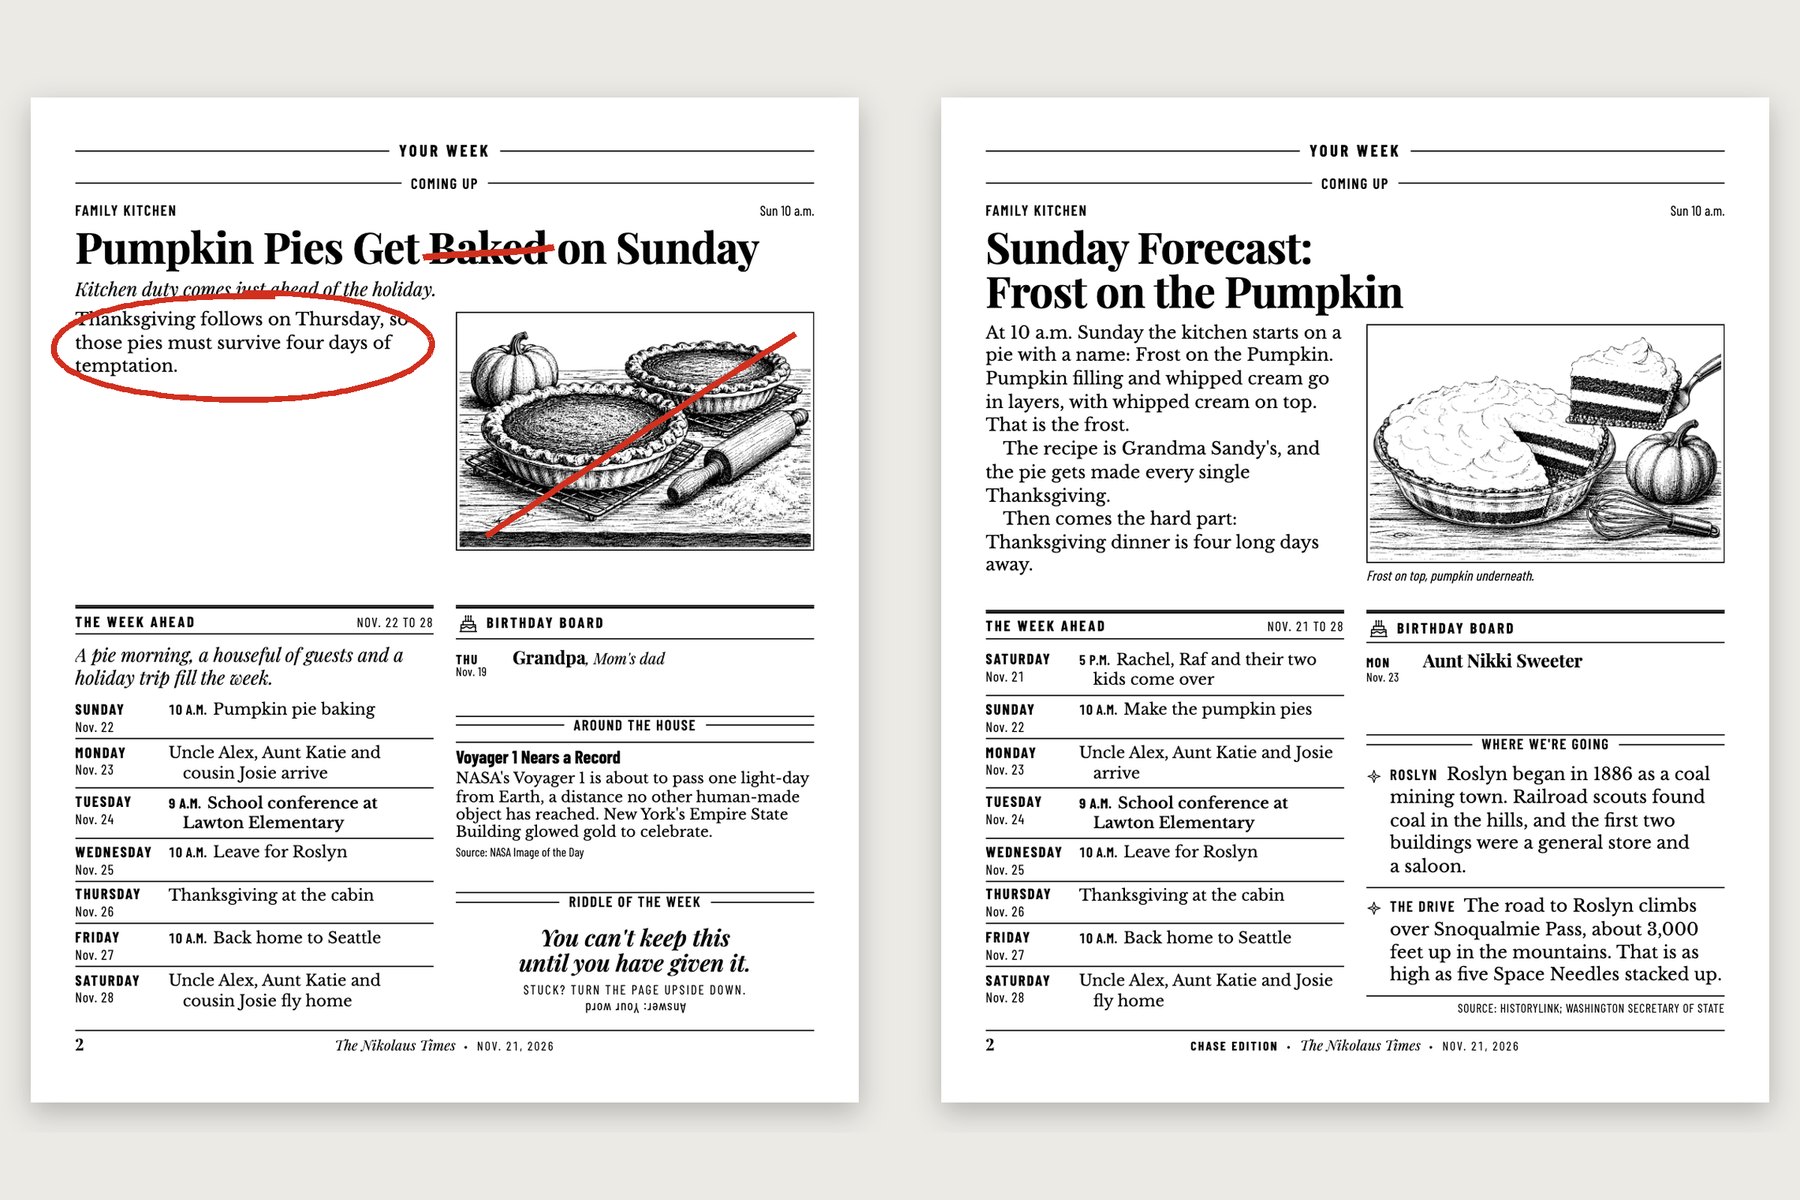 YOUR WEEK
COMING UP
FAMILY KITCHEN
Sun 10 a.m.
Pumpkin Pies Get Baked on Sunday
Kitchen duty comes just ahead of the holiday.
Thanksgiving follows on Thursday, so
those pies must survive four days of
temptation.
THE WEEK AHEAD
NOV. 22 TO 28
A pie morning, a houseful of guests and a
holiday trip fill the week.
SUNDAY 10 A.M. Pumpkin pie baking
Nov. 22
MONDAY Uncle Alex, Aunt Katie and
Nov. 23 cousin Josie arrive
TUESDAY 9 A.M. School conference at
Nov. 24 Lawton Elementary
WEDNESDAY 10 A.M. Leave for Roslyn
Nov. 25
THURSDAY Thanksgiving at the cabin
Nov. 26
FRIDAY 10 A.M. Back home to Seattle
Nov. 27
SATURDAY Uncle Alex, Aunt Katie and
Nov. 28 cousin Josie fly home
BIRTHDAY BOARD
THU Grandpa, Mom's dad
Nov. 19
AROUND THE HOUSE
Voyager 1 Nears a Record
NASA's Voyager 1 is about to pass one light-day
from Earth, a distance no other human-made
object has reached. New York's Empire State
Building glowed gold to celebrate.
Source: NASA Image of the Day
RIDDLE OF THE WEEK
You can't keep this
until you have given it.
STUCK? TURN THE PAGE UPSIDE DOWN.
Answer: Your word
2
The Nikolaus Times • NOV. 21, 2026
YOUR WEEK
COMING UP
FAMILY KITCHEN
Sun 10 a.m.
Sunday Forecast:
Frost on the Pumpkin
At 10 a.m. Sunday the kitchen starts on a
pie with a name: Frost on the Pumpkin.
Pumpkin filling and whipped cream go
in layers, with whipped cream on top.
That is the frost.
The recipe is Grandma Sandy's, and
the pie gets made every single
Thanksgiving.
Then comes the hard part:
Thanksgiving dinner is four long days
away.
Frost on top, pumpkin underneath.
THE WEEK AHEAD
NOV. 21 TO 28
SATURDAY 5 P.M. Rachel, Raf and their two
Nov. 21 kids come over
SUNDAY 10 A.M. Make the pumpkin pies
Nov. 22
MONDAY Uncle Alex, Aunt Katie and Josie
Nov. 23 arrive
TUESDAY 9 A.M. School conference at
Nov. 24 Lawton Elementary
WEDNESDAY 10 A.M. Leave for Roslyn
Nov. 25
THURSDAY Thanksgiving at the cabin
Nov. 26
FRIDAY 10 A.M. Back home to Seattle
Nov. 27
SATURDAY Uncle Alex, Aunt Katie and Josie
Nov. 28 fly home
BIRTHDAY BOARD
MON Aunt Nikki Sweeter
Nov. 23
WHERE WE'RE GOING
ROSLYN Roslyn began in 1886 as a coal
mining town. Railroad scouts found
coal in the hills, and the first two
buildings were a general store and
a saloon.
THE DRIVE The road to Roslyn climbs
over Snoqualmie Pass, about 3,000
feet up in the mountains. That is as
high as five Space Needles stacked up.
SOURCE: HISTORYLINK; WASHINGTON SECRETARY OF STATE
2
CHASE EDITION • The Nikolaus Times • NOV. 21, 2026